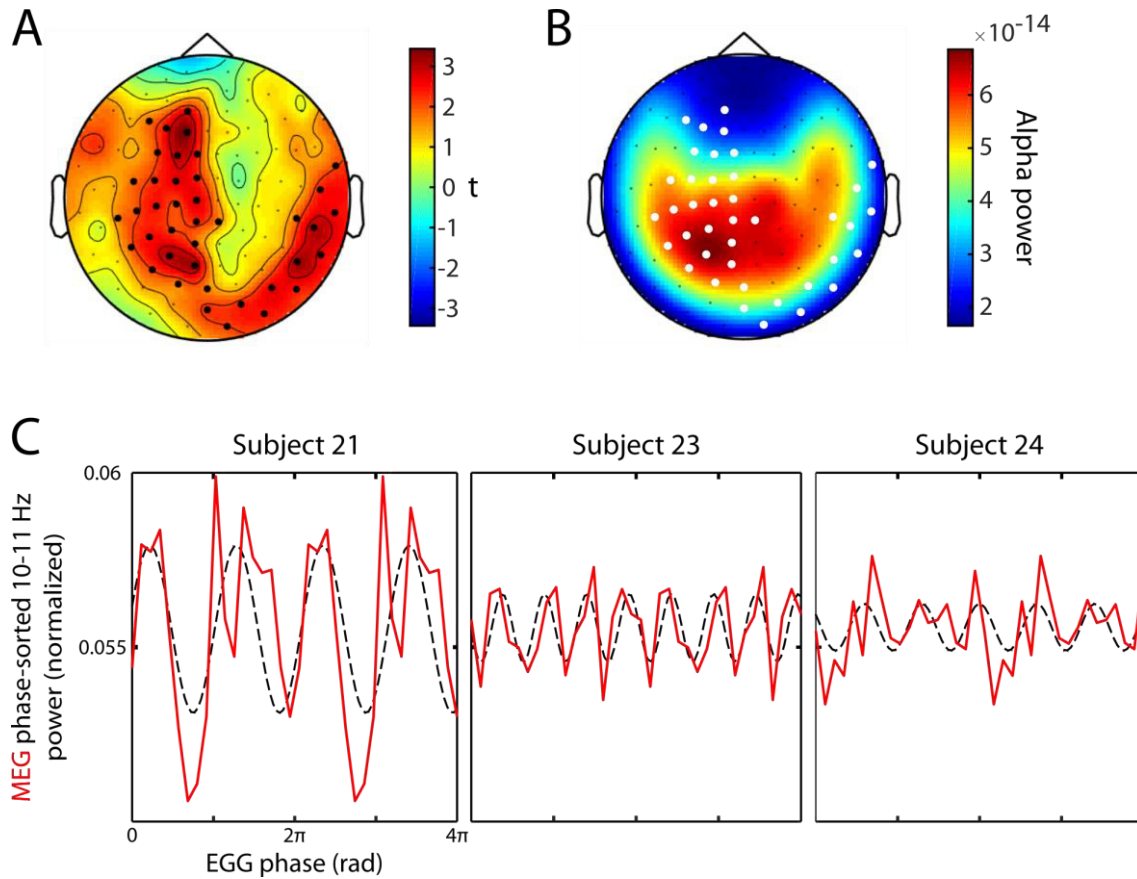 A
3
2
1
0
-1
-2
-3
t
B
×10⁻¹⁴
6
5
4
3
2
Alpha power
C
Subject 21
Subject 23
Subject 24
0.06
0.055
MEG phase-sorted 10-11 Hz
power (normalized)
0
2π
4π
EGG phase (rad)